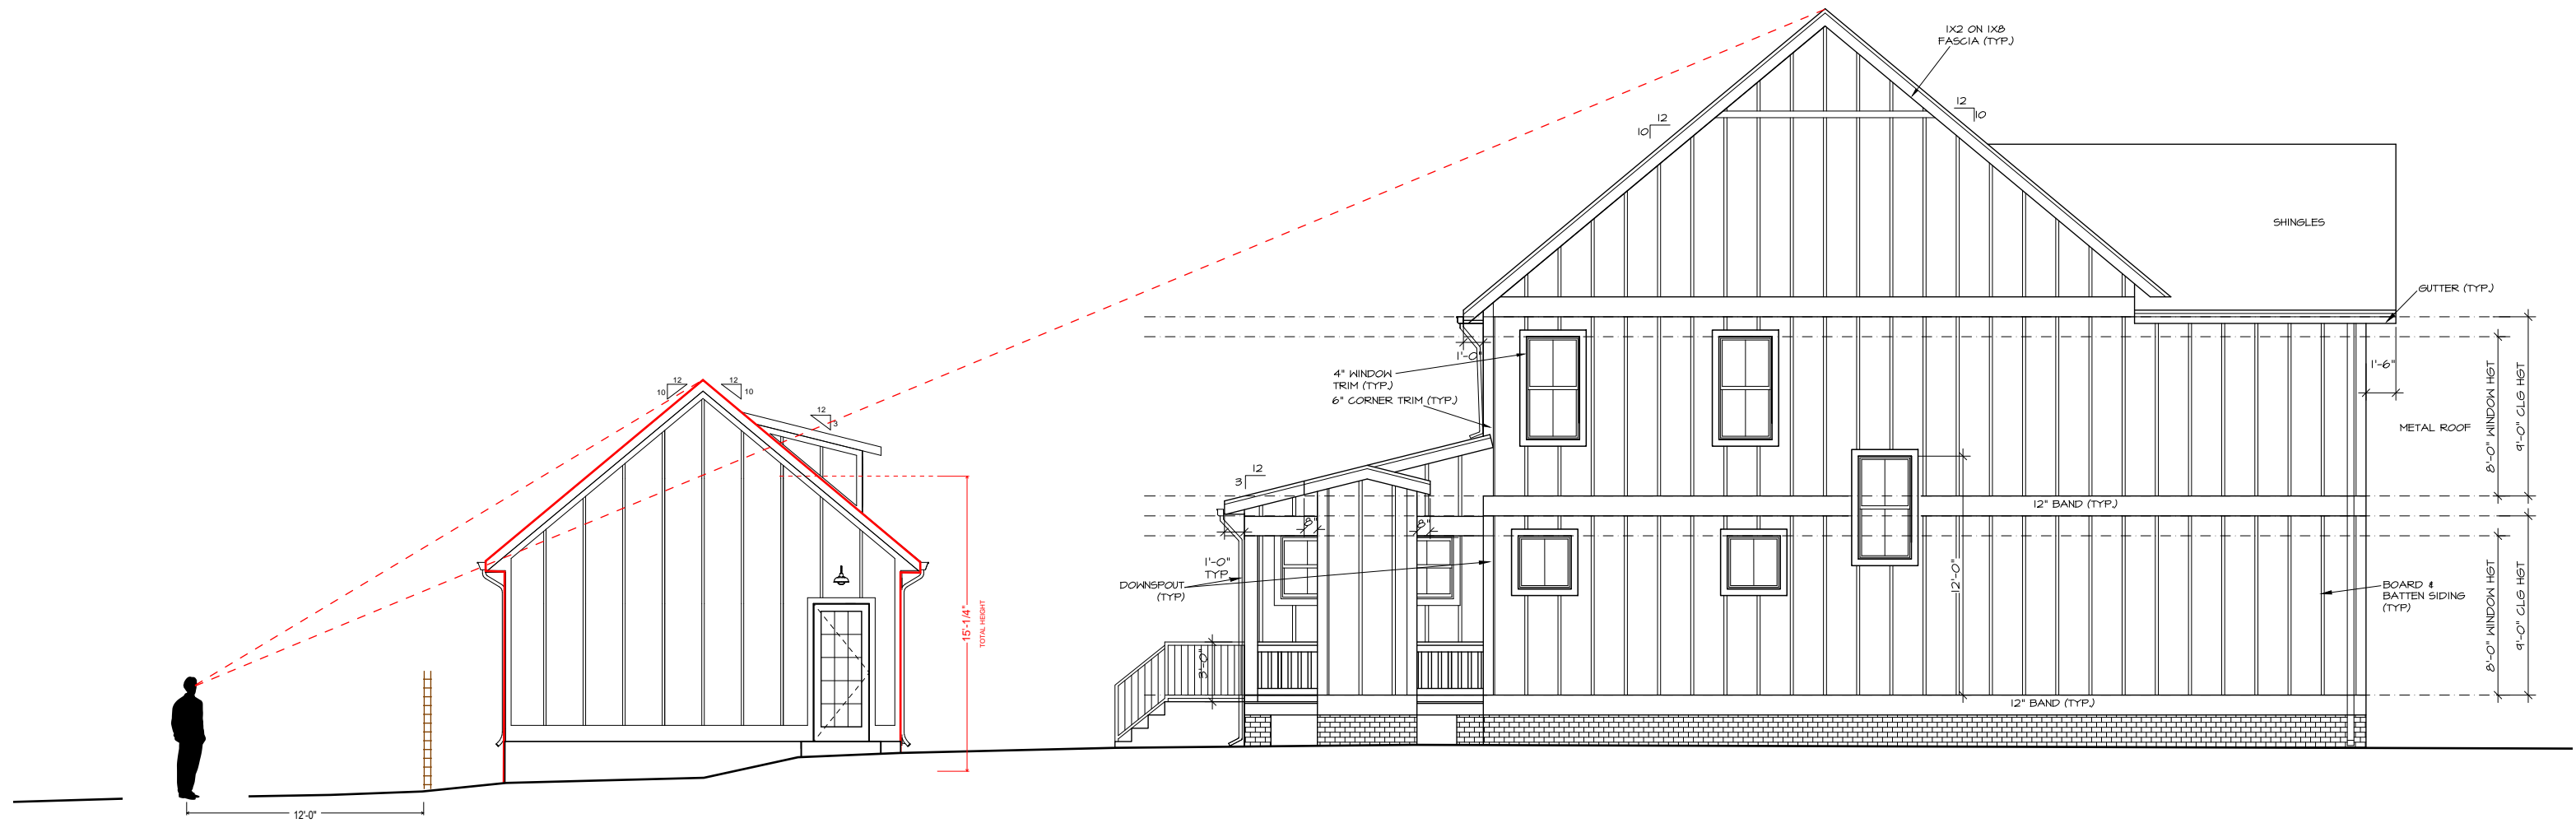 1X2 ON 1X8
FASCIA (TYP.)
12
10
12
10
SHINGLES
GUTTER (TYP.)
1'-0"
4" WINDOW
TRIM (TYP.)
6" CORNER TRIM (TYP.)
1'-6"
8'-0" WINDOW HGT
9'-0" CLG HGT
METAL ROOF
12
10
12
10
12
3
12
3
12" BAND (TYP.)
8"
8"
1'-0"
TYP
DOWNSPOUT
(TYP)
12'-0"
BOARD &
BATTEN SIDING
(TYP)
8'-0" WINDOW HGT
9'-0" CLG HGT
15'-1/4"
TOTAL HEIGHT
3'-0"
12" BAND (TYP.)
12'-0"